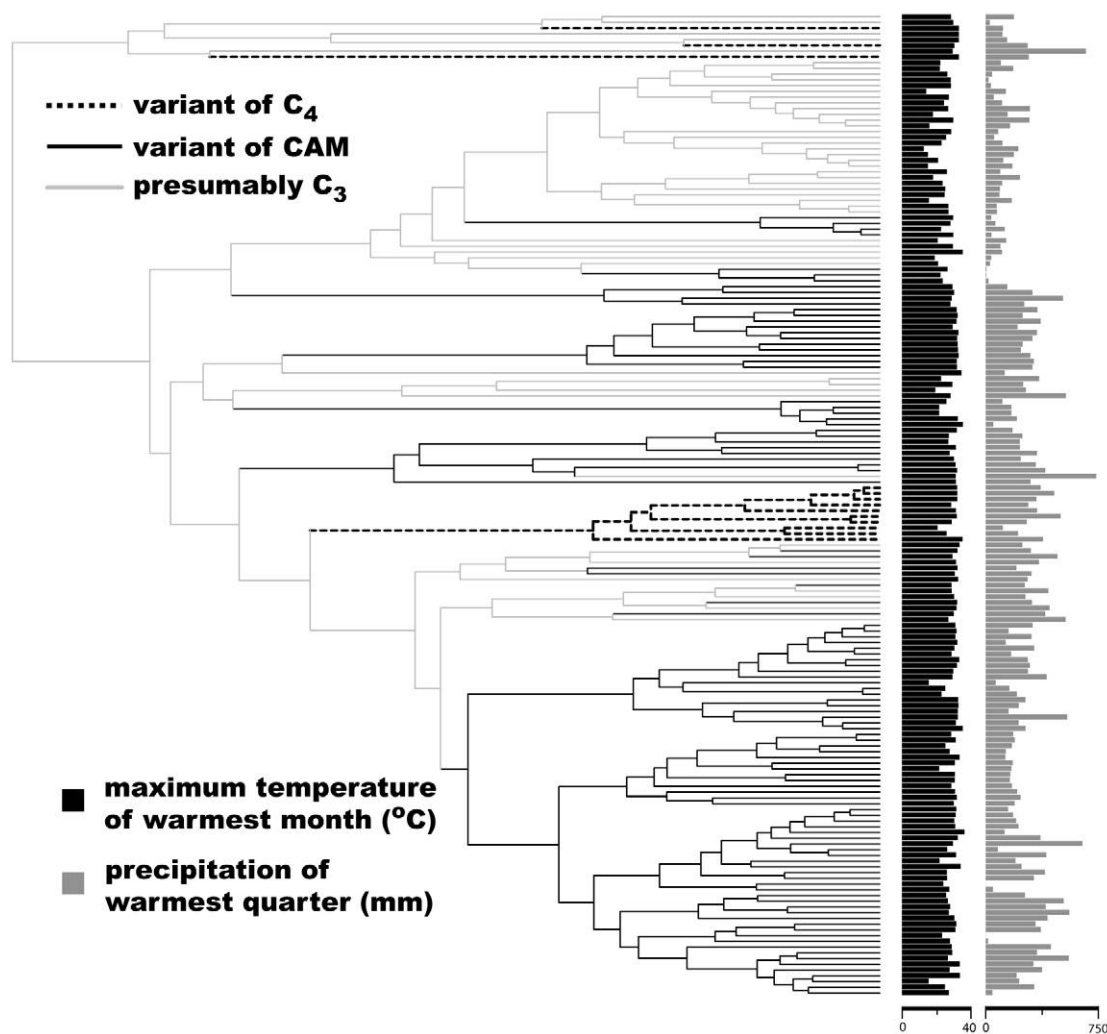 variant of C4
variant of CAM
presumably C3
maximum temperature
of warmest month (ºC)
precipitation of
warmest quarter (mm)
0 40 0 750